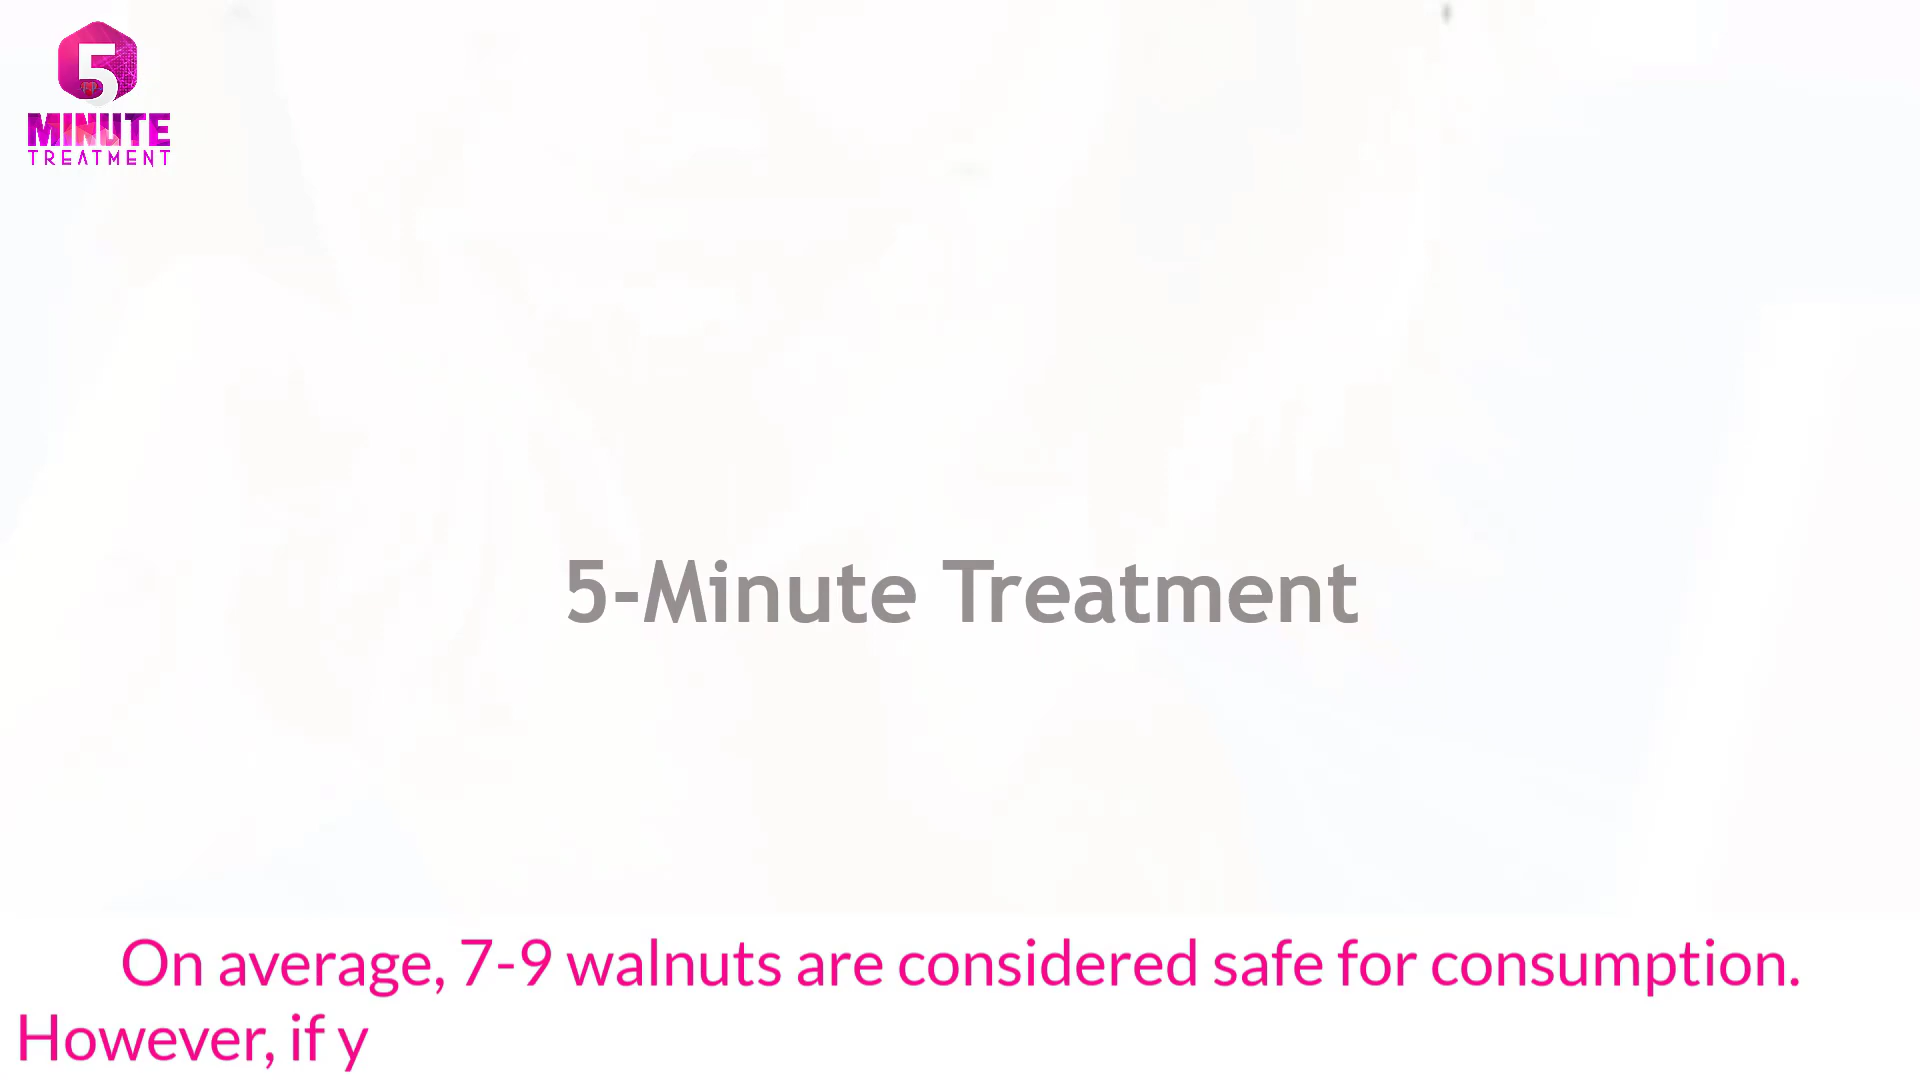 5
MINUTE
TREATMENT
5-Minute Treatment
On average, 7-9 walnuts are considered safe for consumption.
However, if y